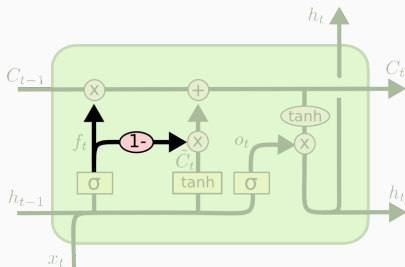 h_t
C_{t-1} × + C_t
tanh
f_t 1- × o_t ×
C̃_t
σ tanh σ
h_{t-1} h_t
x_t